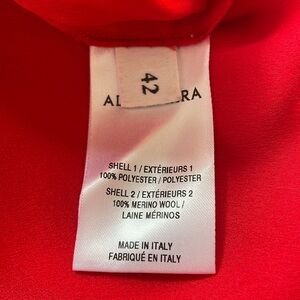 42
SHELL 1 / EXTÉRIEURS 1
100% POLYESTER / POLYESTER
SHELL 2 / EXTÉRIEURS 2
100% MERINO WOOL /
LAINE MÉRINOS
MADE IN ITALY
FABRIQUÉ EN ITALY